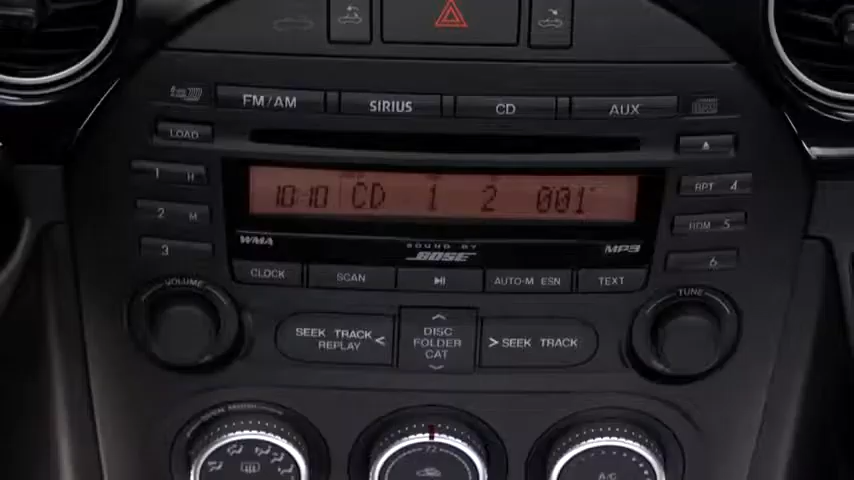 FM/AM SIRIUS CD AUX
LOAD
1 H
2 M
3
RPT 4
RDM 5
6
10:10 CD 1 2 001
WMA
SOUND BY
BOSE
MP3
CLOCK SCAN AUTO-M ESN TEXT
VOLUME
TUNE
SEEK TRACK
REPLAY
DISC
FOLDER
CAT
SEEK TRACK
72
A/C